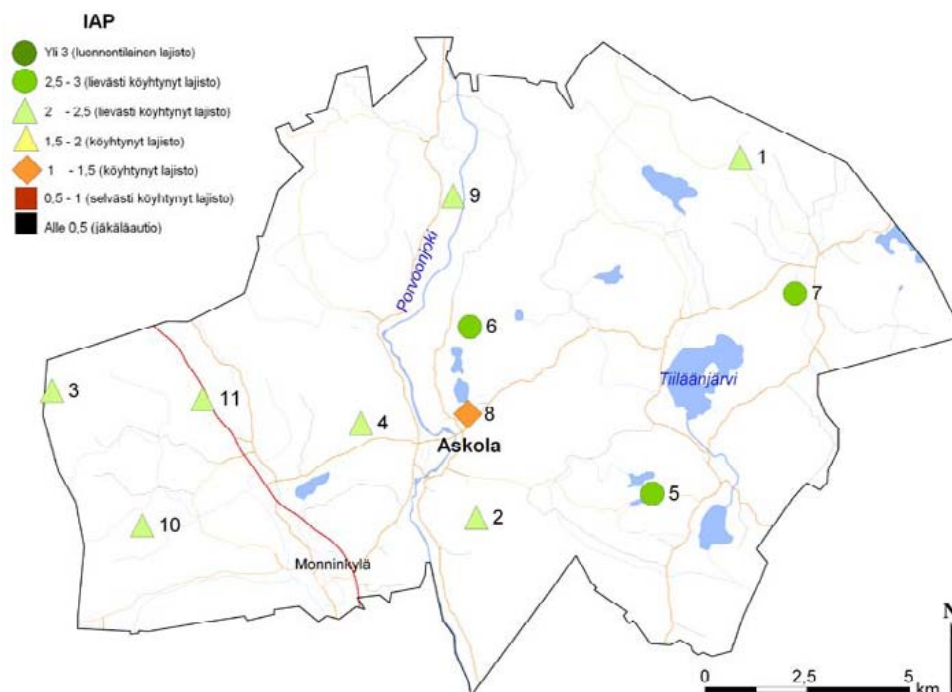 IAP
Yli 3 (luonnontilainen lajisto)
2,5 - 3 (lievästi köyhtynyt lajisto)
2 - 2,5 (lievästi köyhtynyt lajisto)
1,5 - 2 (köyhtynyt lajisto)
1 - 1,5 (köyhtynyt lajisto)
0,5 - 1 (selvästi köyhtynyt lajisto)
Alle 0,5 (jäkäläautio)
1
9
Porvoonjoki
7
6
Tiiläänjärvi
3
11
4
8
Askola
5
2
10
Monninkylä
N
0 2,5 5
km